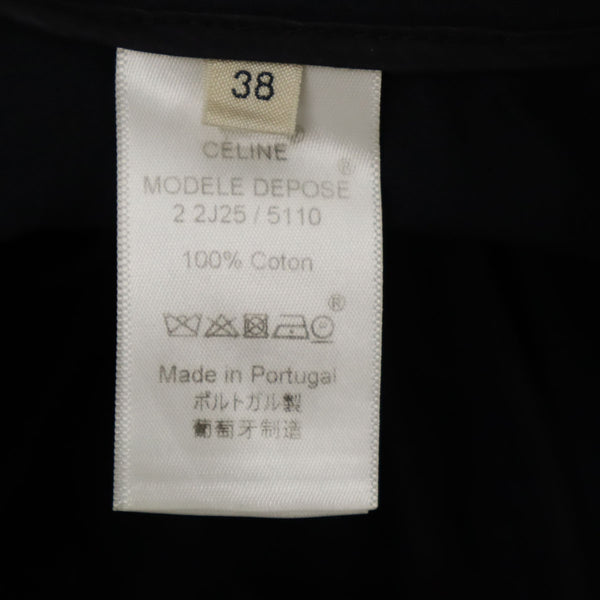 38
CELINE
MODELE DEPOSE ®
2 2J25 / 5110
100% Coton
®
Made in Portugal
ポルトガル製
葡萄牙制造